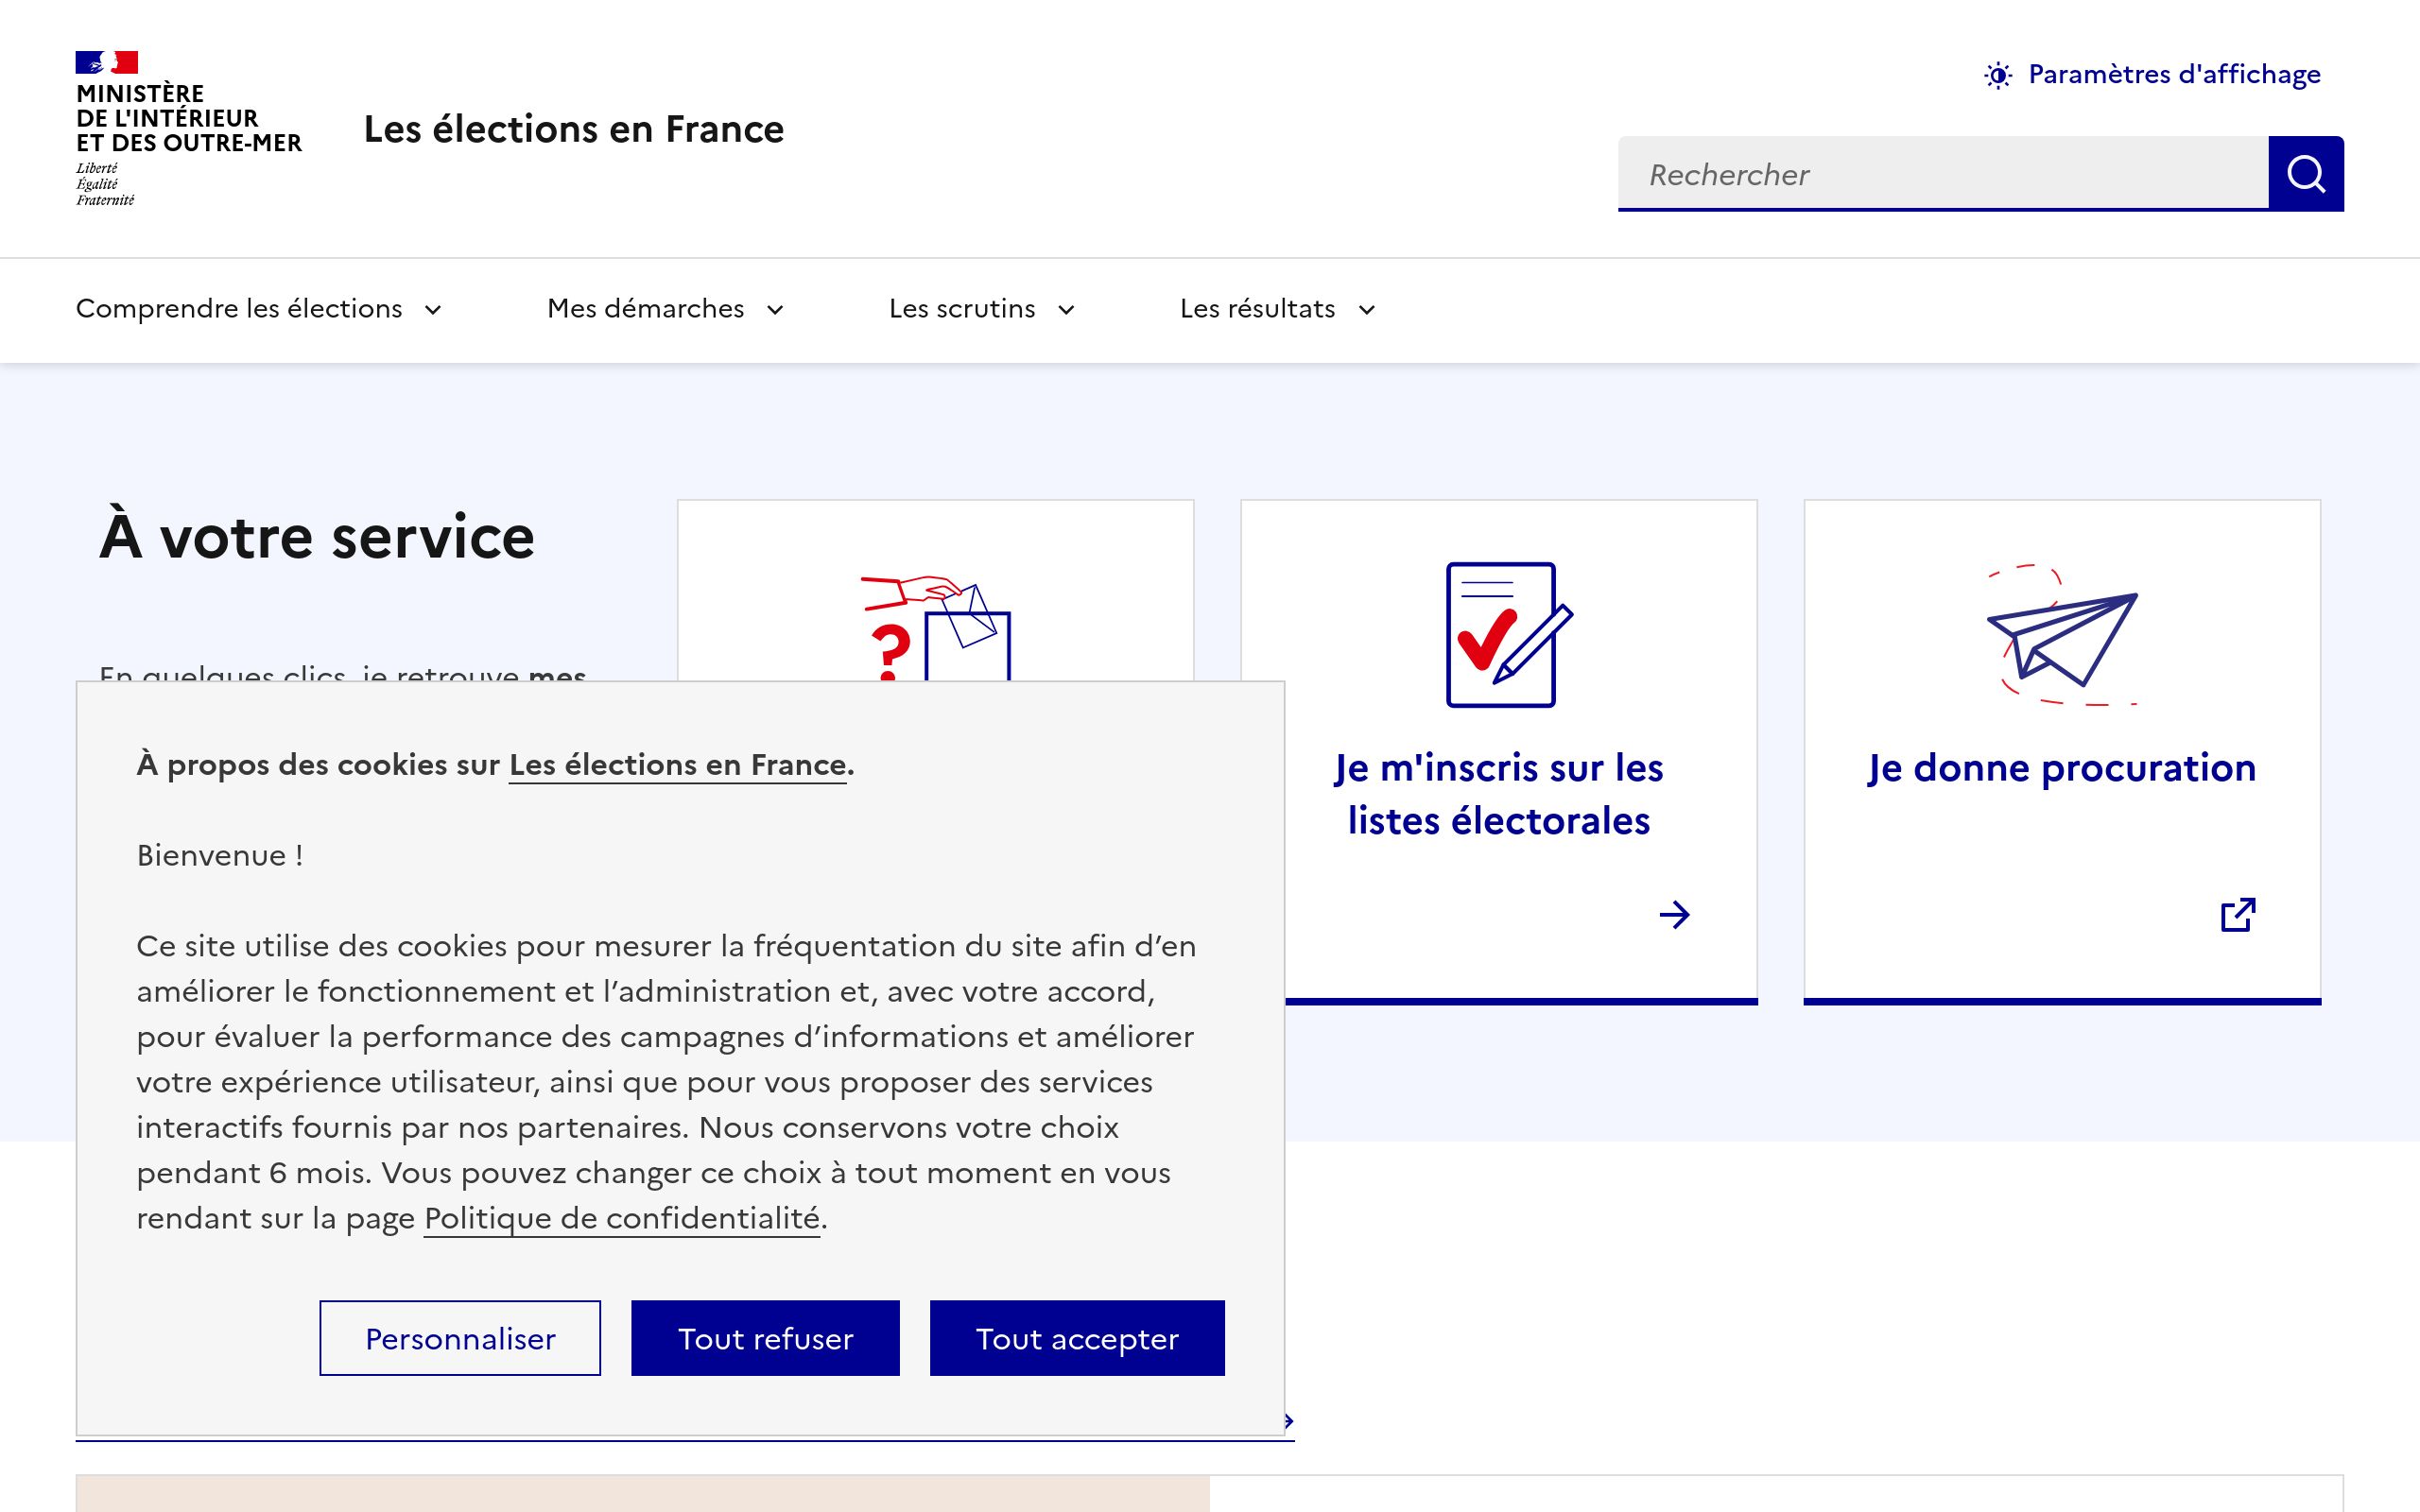 MINISTÈRE
DE L'INTÉRIEUR
ET DES OUTRE-MER
Liberté
Égalité
Fraternité
Les élections en France
Paramètres d'affichage
Rechercher
Comprendre les élections
Mes démarches
Les scrutins
Les résultats
À votre service
En quelques clics, je retrouve mes
?
Je m'inscris sur les
listes électorales
Je donne procuration
À propos des cookies sur Les élections en France.
Bienvenue !
Ce site utilise des cookies pour mesurer la fréquentation du site afin d’en
améliorer le fonctionnement et l’administration et, avec votre accord,
pour évaluer la performance des campagnes d’informations et améliorer
votre expérience utilisateur, ainsi que pour vous proposer des services
interactifs fournis par nos partenaires. Nous conservons votre choix
pendant 6 mois. Vous pouvez changer ce choix à tout moment en vous
rendant sur la page Politique de confidentialité.
Personnaliser
Tout refuser
Tout accepter